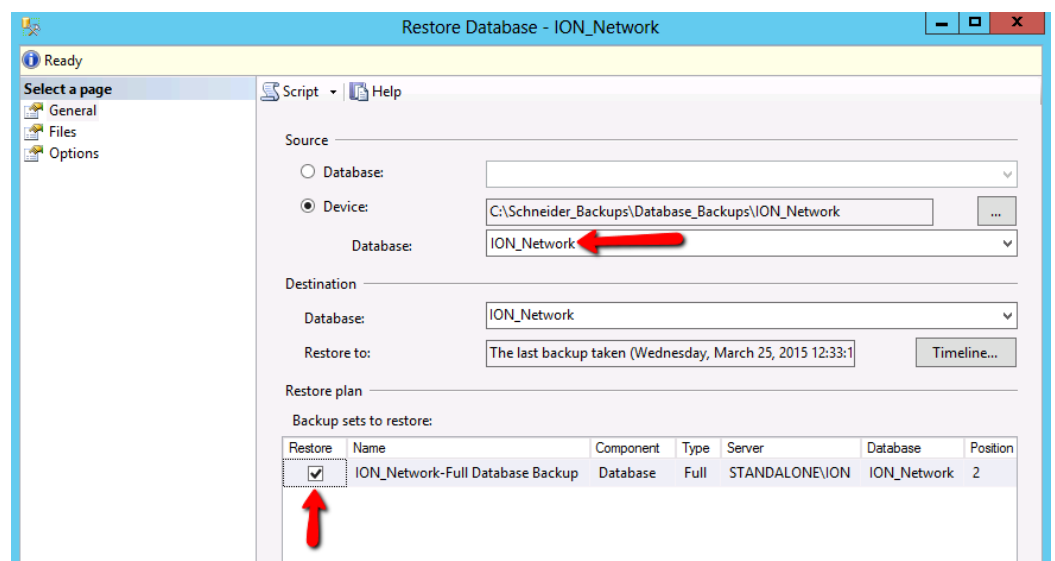 Restore Database - ION_Network
Ready
Select a page
General
Files
Options
Script Help
Source
Database:
Device: C:\Schneider_Backups\Database_Backups\ION_Network ...
Database: ION_Network
Destination
Database: ION_Network
Restore to: The last backup taken (Wednesday, March 25, 2015 12:33:1 Timeline...
Restore plan
Backup sets to restore:
Restore Name Component Type Server Database Position
ION_Network-Full Database Backup Database Full STANDALONE\ION ION_Network 2